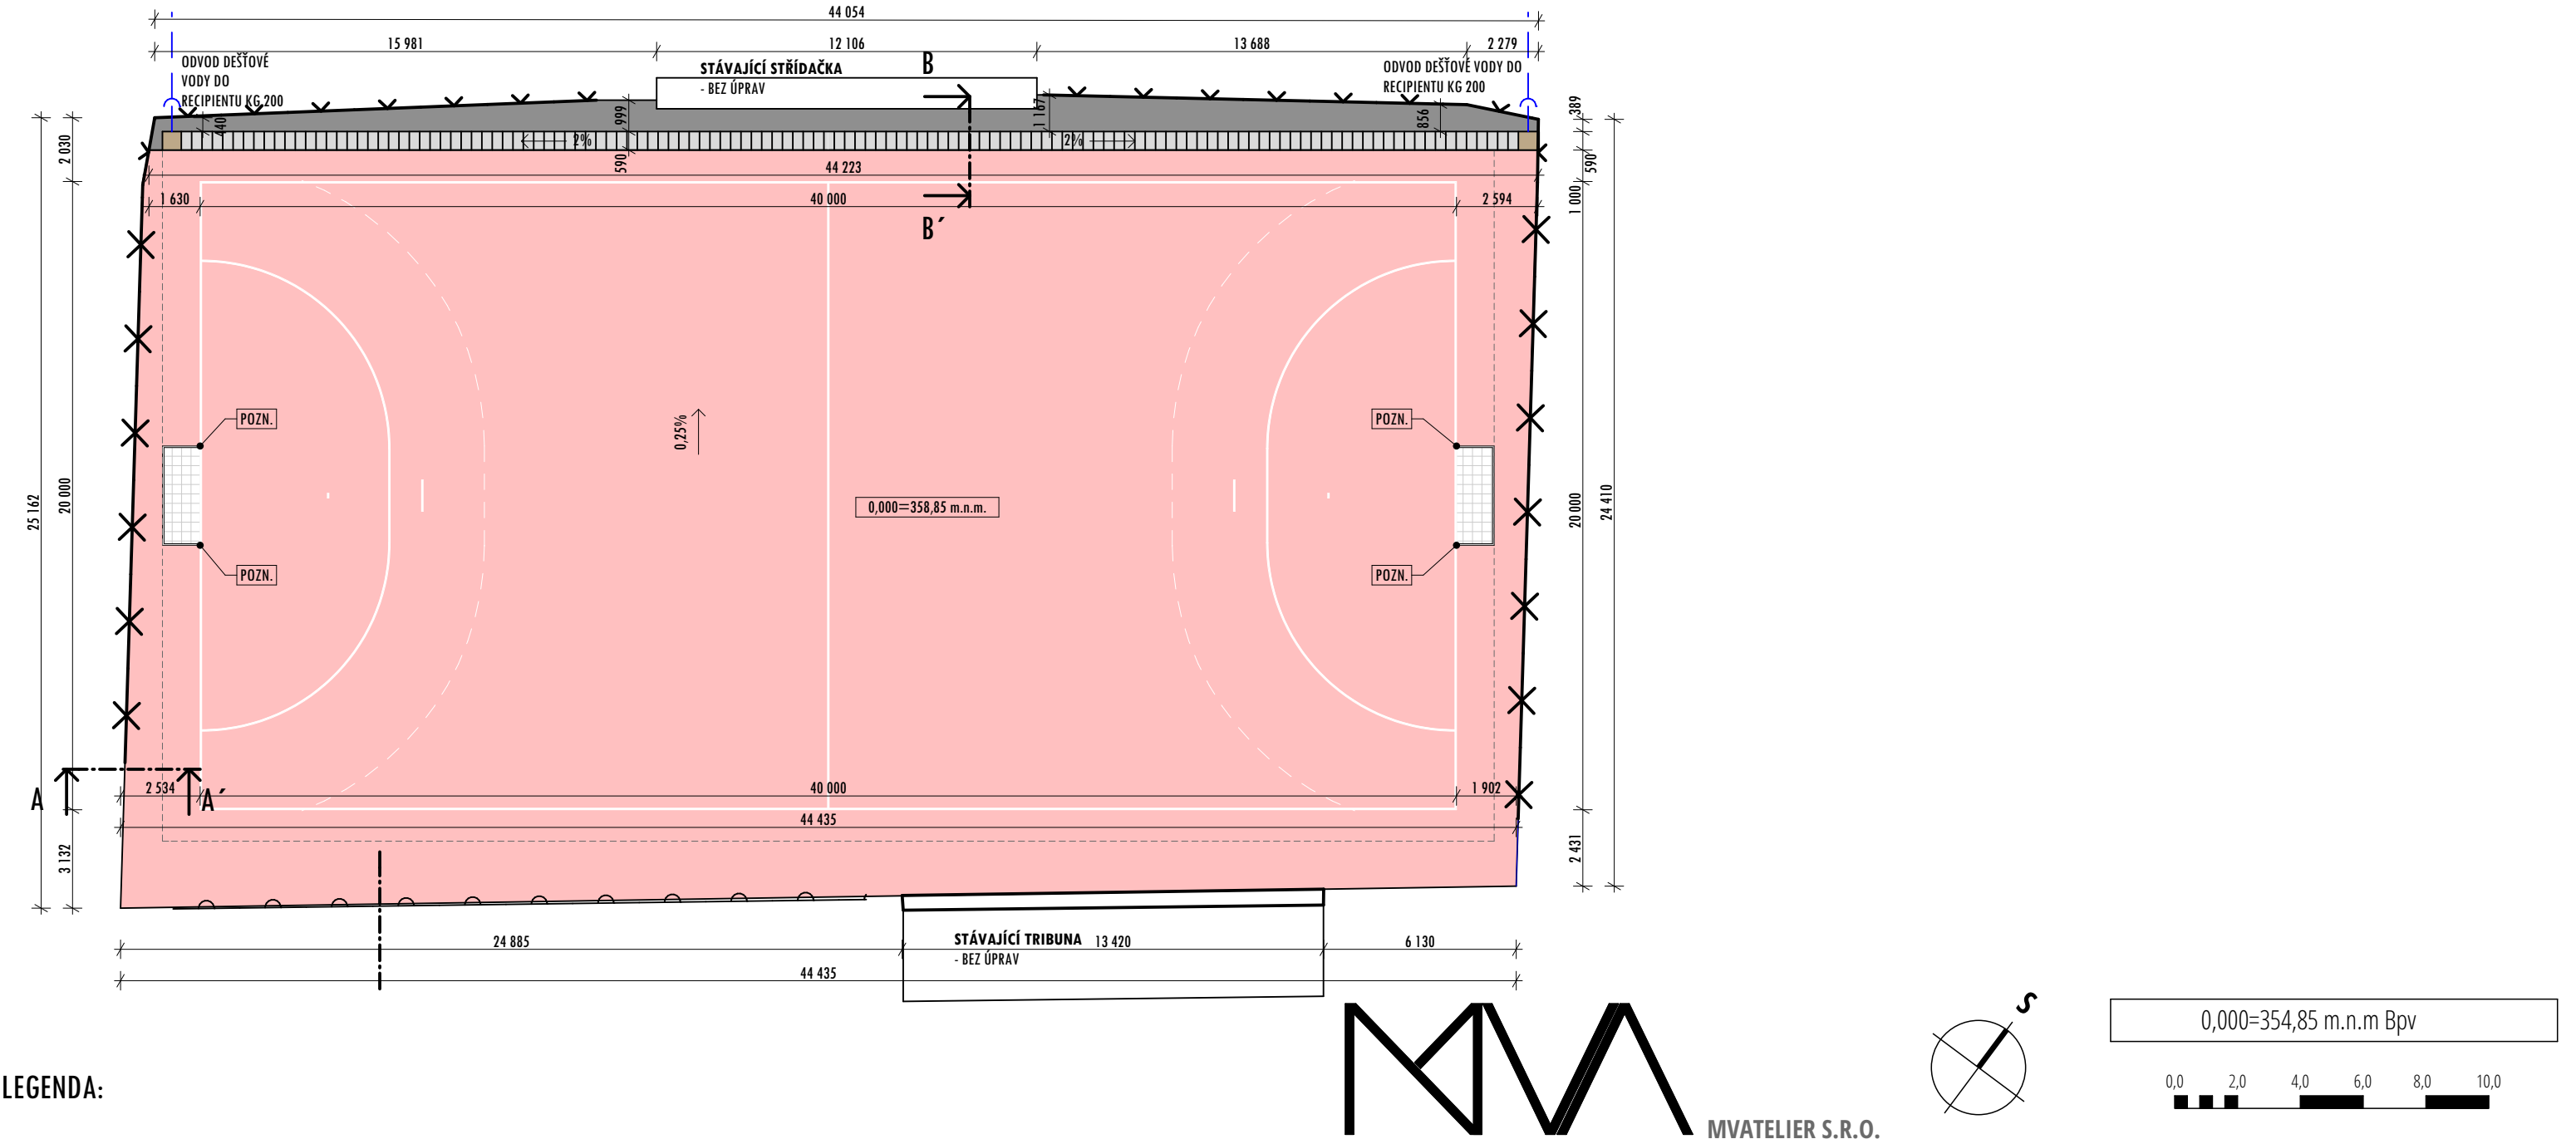 44 054
15 981
12 106
13 688
2 279
ODVOD DEŠŤOVÉ
VODY DO
RECIPIENTU KG 200
STÁVAJÍCÍ STŘÍDAČKA
- BEZ ÚPRAV
B
ODVOD DEŠŤOVÉ VODY DO
RECIPIENTU KG 200
440
999
1 167
856
389
2 030
2%
2%
590
590
44 223
1 630
40 000
2 594
1 000
B´
POZN.
POZN.
0,25%
25 162
20 000
0,000=358,85 m.n.m.
20 000
24 410
POZN.
POZN.
A
A´
2 534
40 000
1 902
44 435
3 132
2 431
24 885
STÁVAJÍCÍ TRIBUNA
- BEZ ÚPRAV
13 420
6 130
44 435
S
0,000=354,85 m.n.m Bpv
LEGENDA:
0,0
2,0
4,0
6,0
8,0
10,0
MVATELIER S.R.O.